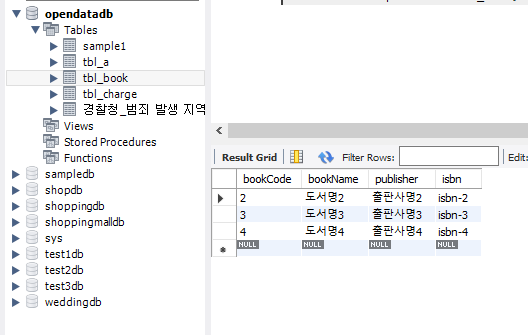 opendatadb
Tables
sample1
tbl_a
tbl_book
tbl_charge
경찰청_범죄 발생 지역
Views
Stored Procedures
Functions
sampledb
shopdb
shoppingdb
shoppingmalldb
sys
test1db
test2db
test3db
weddingdb
Result Grid Filter Rows: Edit:
bookCode bookName publisher isbn
2 도서명2 출판사명2 isbn-2
3 도서명3 출판사명3 isbn-3
4 도서명4 출판사명4 isbn-4
NULL NULL NULL NULL